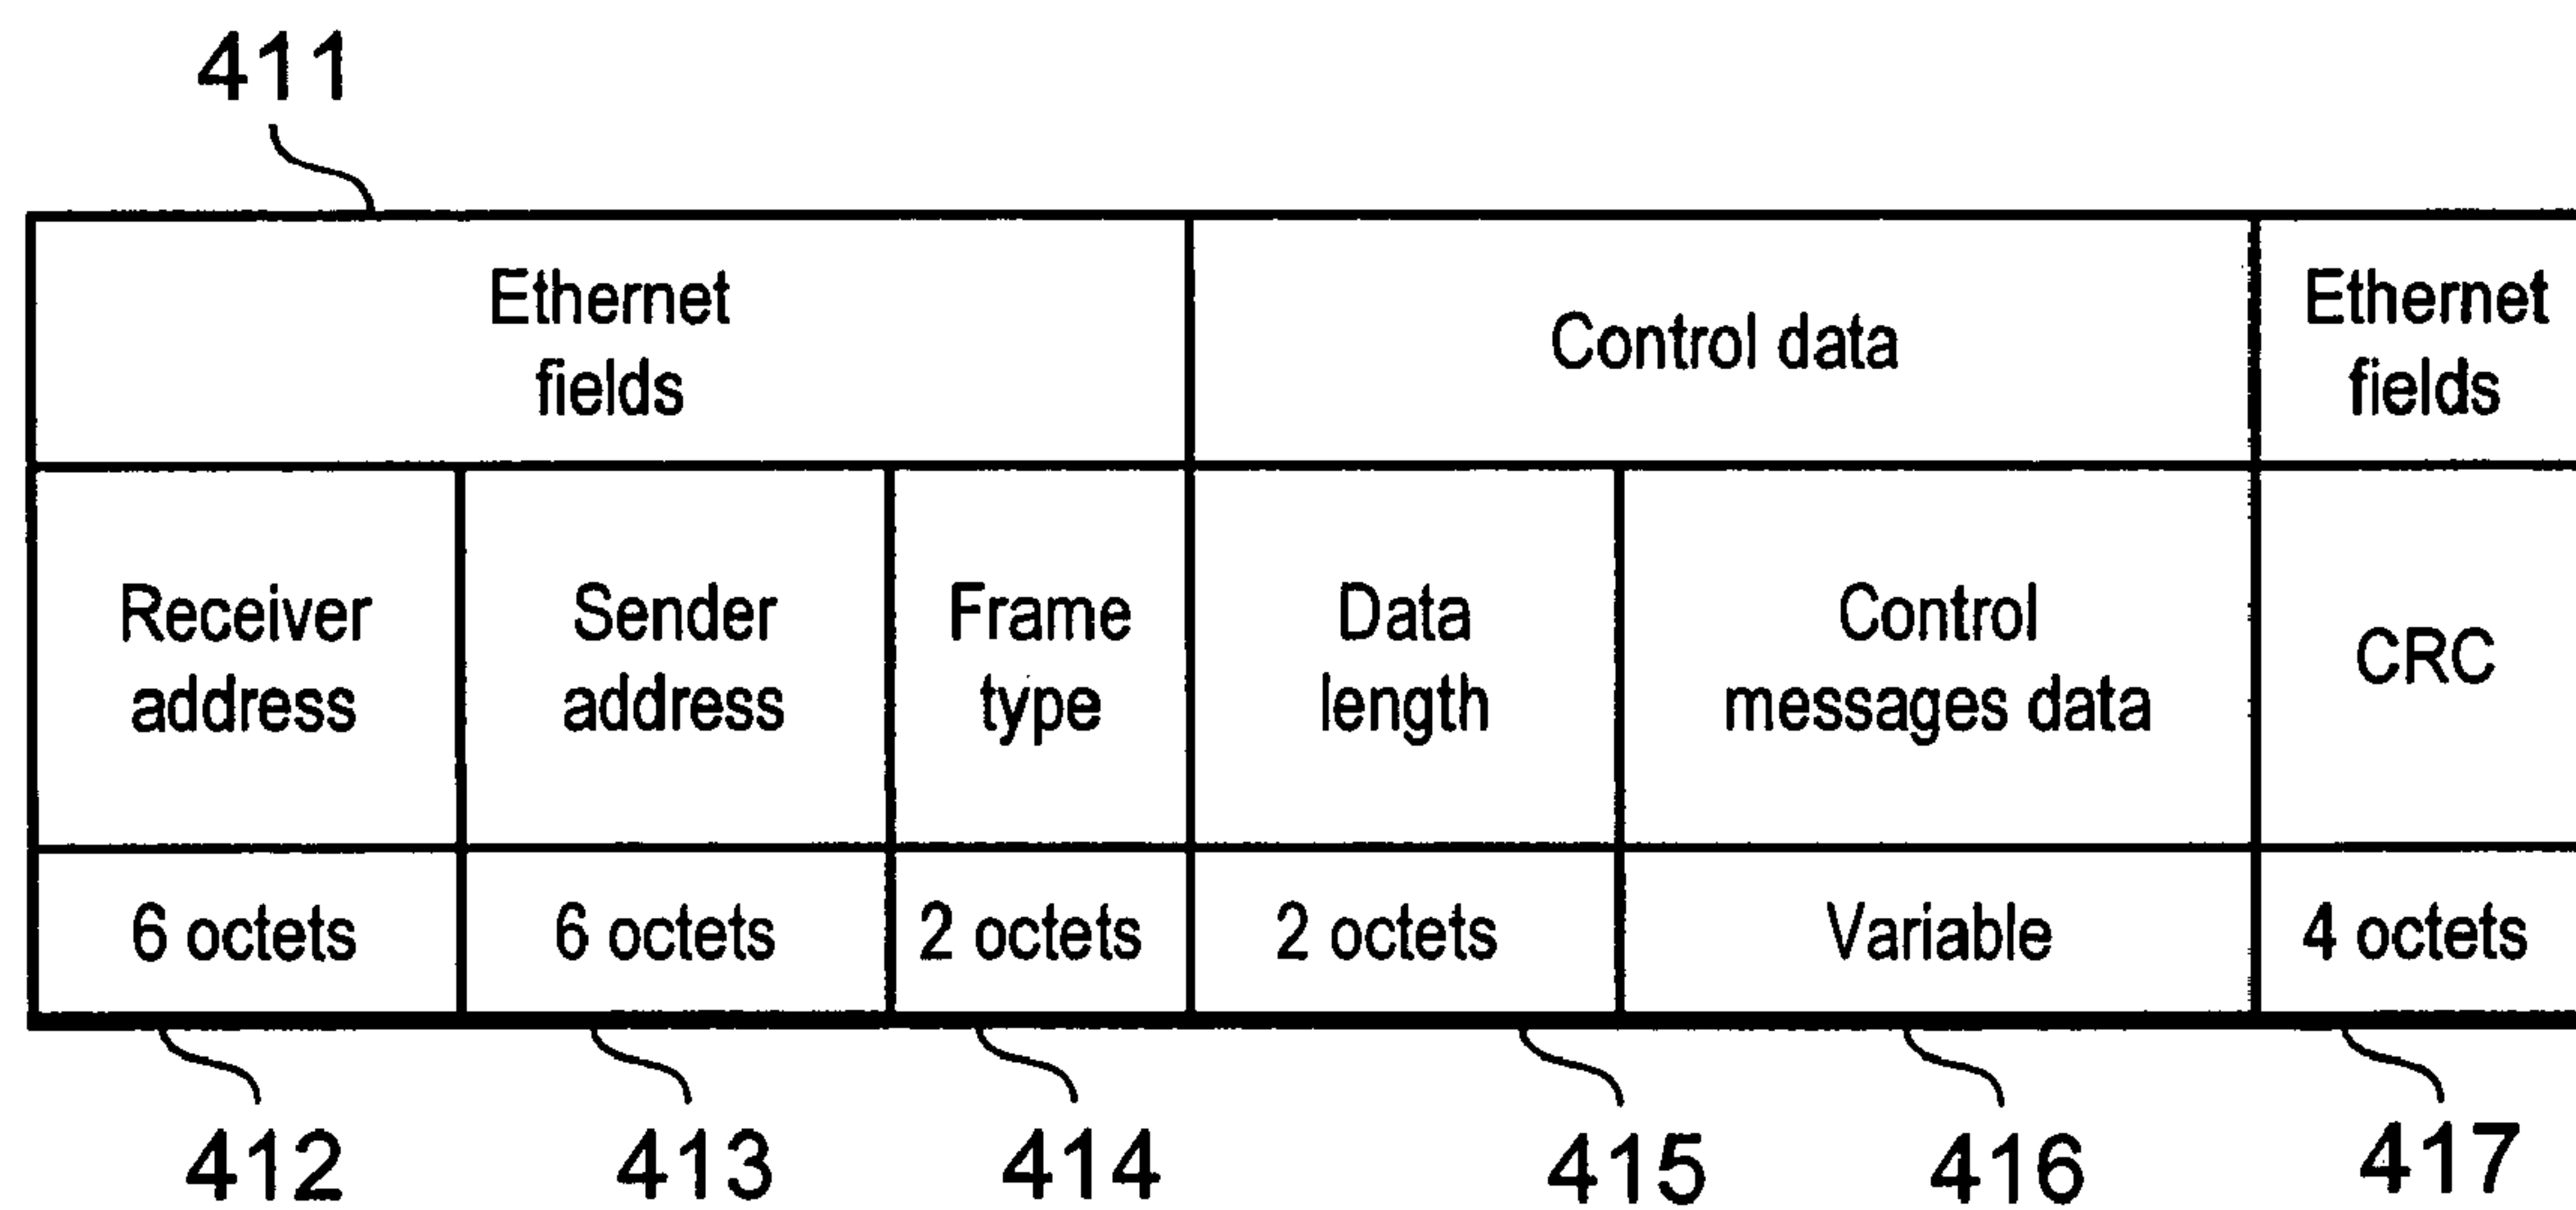 411
Ethernet
fields
Control data
Ethernet
fields
Receiver
address
Sender
address
Frame
type
Data
length
Control
messages data
CRC
6 octets
6 octets
2 octets
2 octets
Variable
4 octets
412
413
414
415
416
417